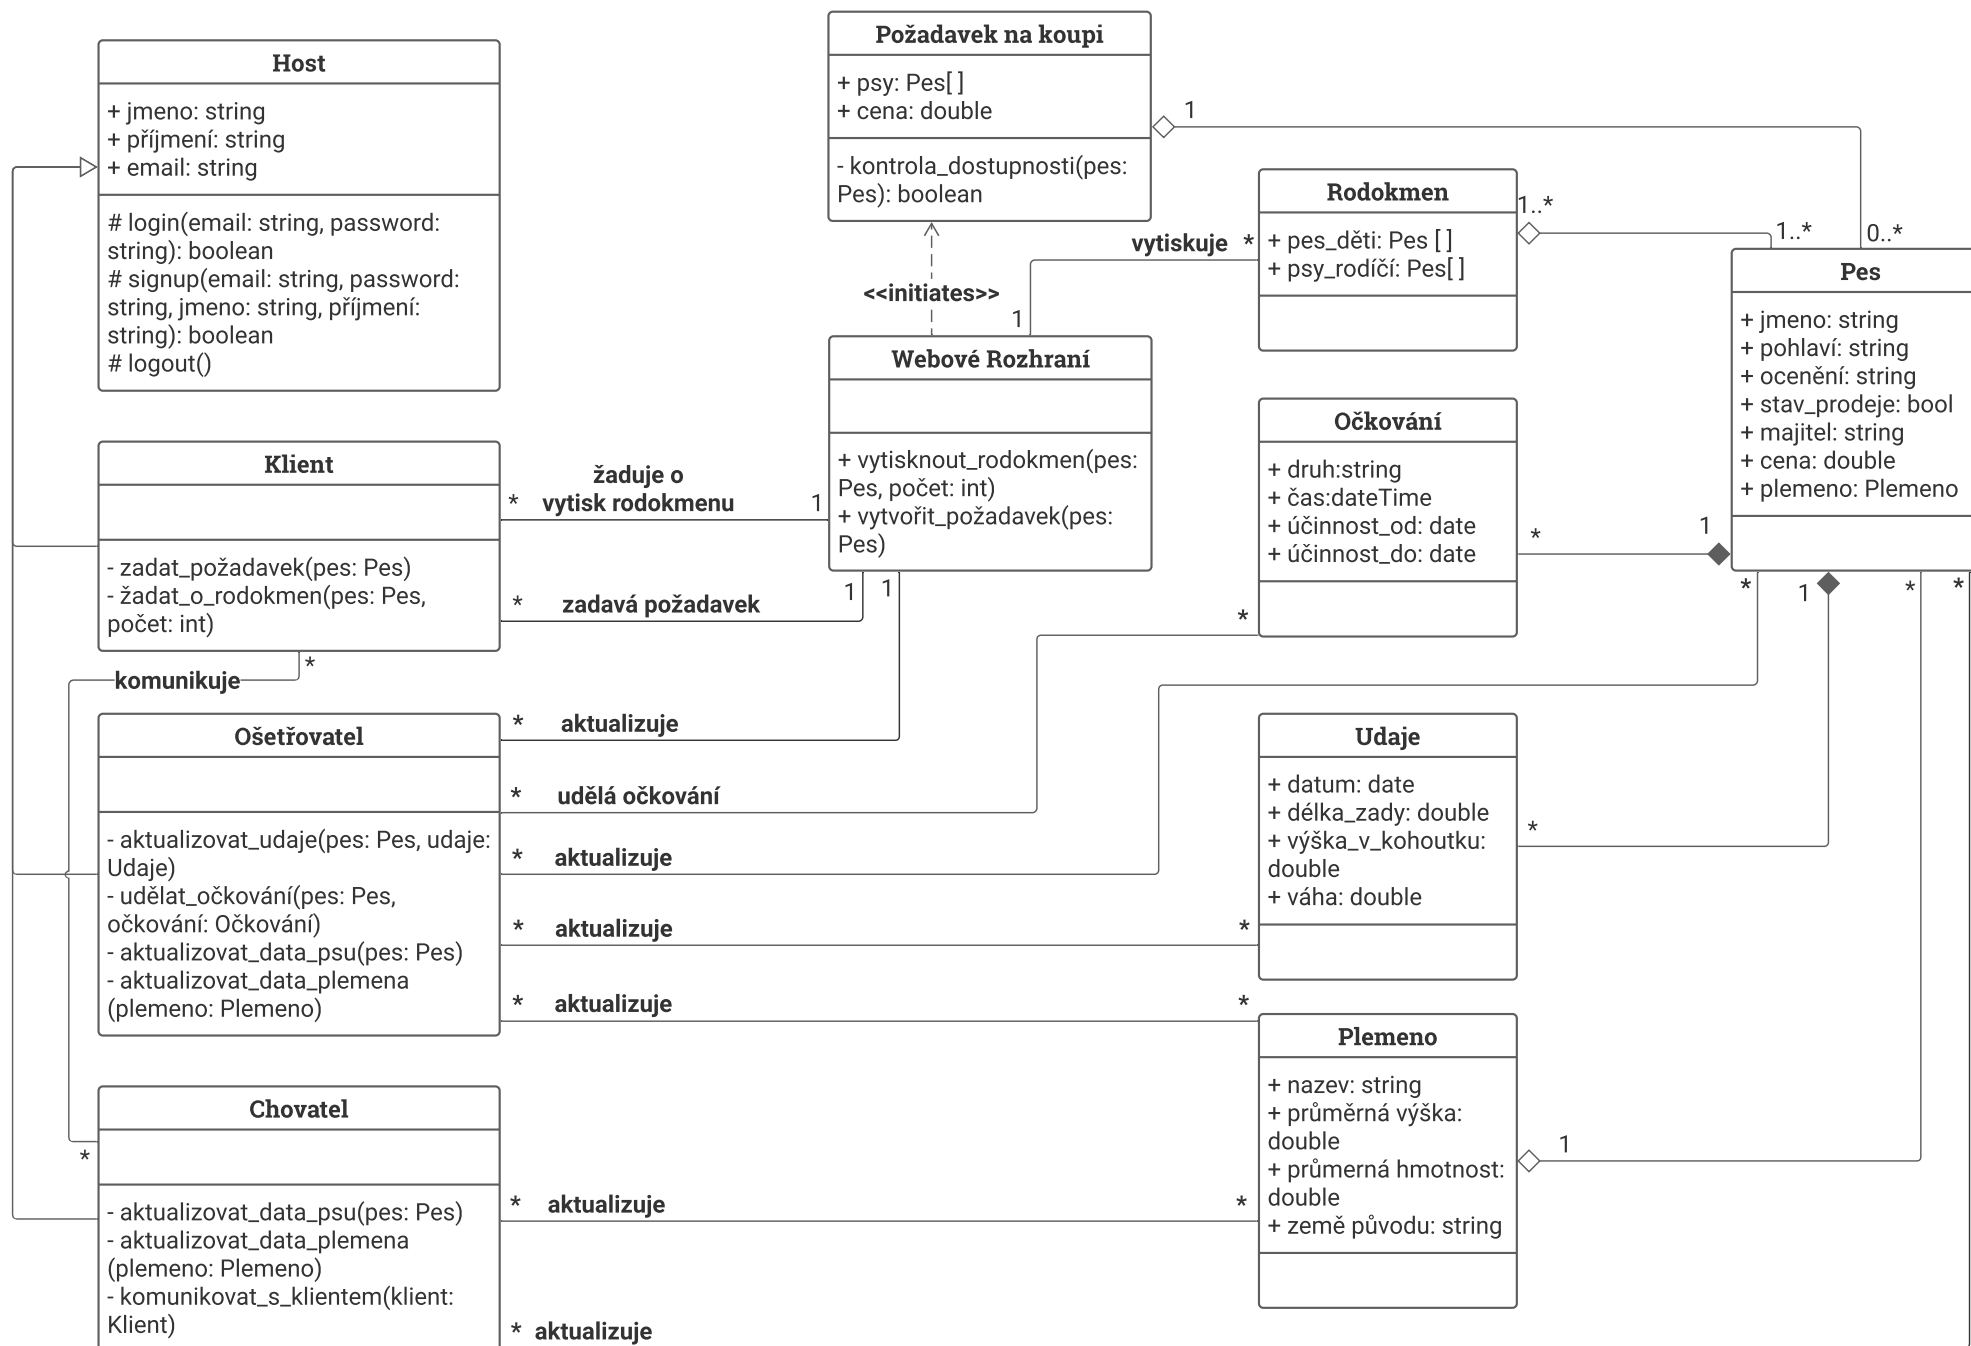 Host
+ jmeno: string
+ příjmení: string
+ email: string
# login(email: string, password:
string): boolean
# signup(email: string, password:
string, jmeno: string, příjmení:
string): boolean
# logout()
Požadavek na koupi
+ psy: Pes[ ]
+ cena: double
- kontrola_dostupnosti(pes:
Pes): boolean
1
Rodokmen
+ pes_děti: Pes [ ]
+ psy_rodíčí: Pes[ ]
1..*
1..*
0..*
vytiskuje *
<<initiates>>
1
Pes
+ jmeno: string
+ pohlaví: string
+ ocenění: string
+ stav_prodeje: bool
+ majitel: string
+ cena: double
+ plemeno: Plemeno
Webové Rozhraní
+ vytisknout_rodokmen(pes:
Pes, počet: int)
+ vytvořit_požadavek(pes:
Pes)
Klient
- zadat_požadavek(pes: Pes)
- žadat_o_rodokmen(pes: Pes,
počet: int)
žaduje o
* vytisk rodokmenu 1
* zadavá požadavek 1 1
Očkování
+ druh:string
+ čas:dateTime
+ účinnost_od: date
+ účinnost_do: date
* 1
*
* 1 * *
*
komunikuje
Ošetřovatel
- aktualizovat_udaje(pes: Pes, udaje:
Udaje)
- udělat_očkování(pes: Pes,
očkování: Očkování)
- aktualizovat_data_psu(pes: Pes)
- aktualizovat_data_plemena
(plemeno: Plemeno)
* aktualizuje
* udělá očkování
* aktualizuje
* aktualizuje *
* aktualizuje *
Udaje
+ datum: date
+ délka_zady: double
+ výška_v_kohoutku:
double
+ váha: double
*
Plemeno
+ nazev: string
+ průměrná výška:
double
+ průmerná hmotnost:
double
+ země původu: string
1
Chovatel
*
- aktualizovat_data_psu(pes: Pes)
- aktualizovat_data_plemena
(plemeno: Plemeno)
- komunikovat_s_klientem(klient:
Klient)
* aktualizuje *
* aktualizuje